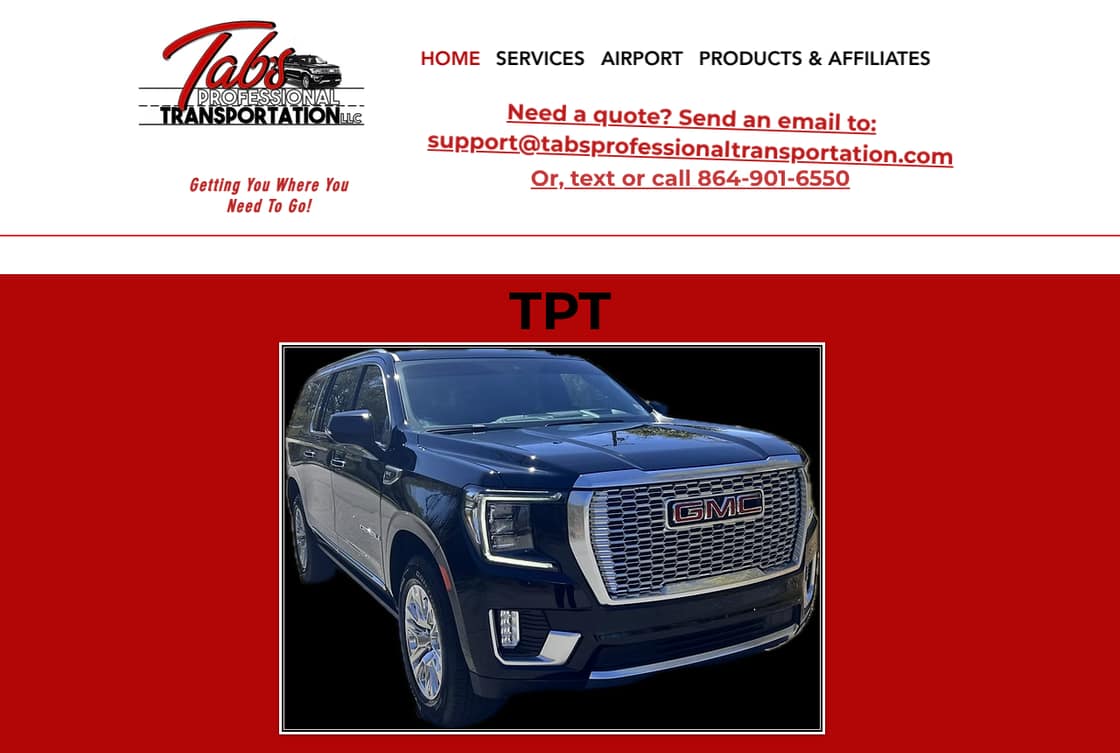 Tab's
PROFESSIONAL
TRANSPORTATION LLC
HOME SERVICES AIRPORT PRODUCTS & AFFILIATES
Need a quote? Send an email to:
support@tabsprofessionaltransportation.com
Or, text or call 864-901-6550
Getting You Where You
Need To Go!
TPT
GMC